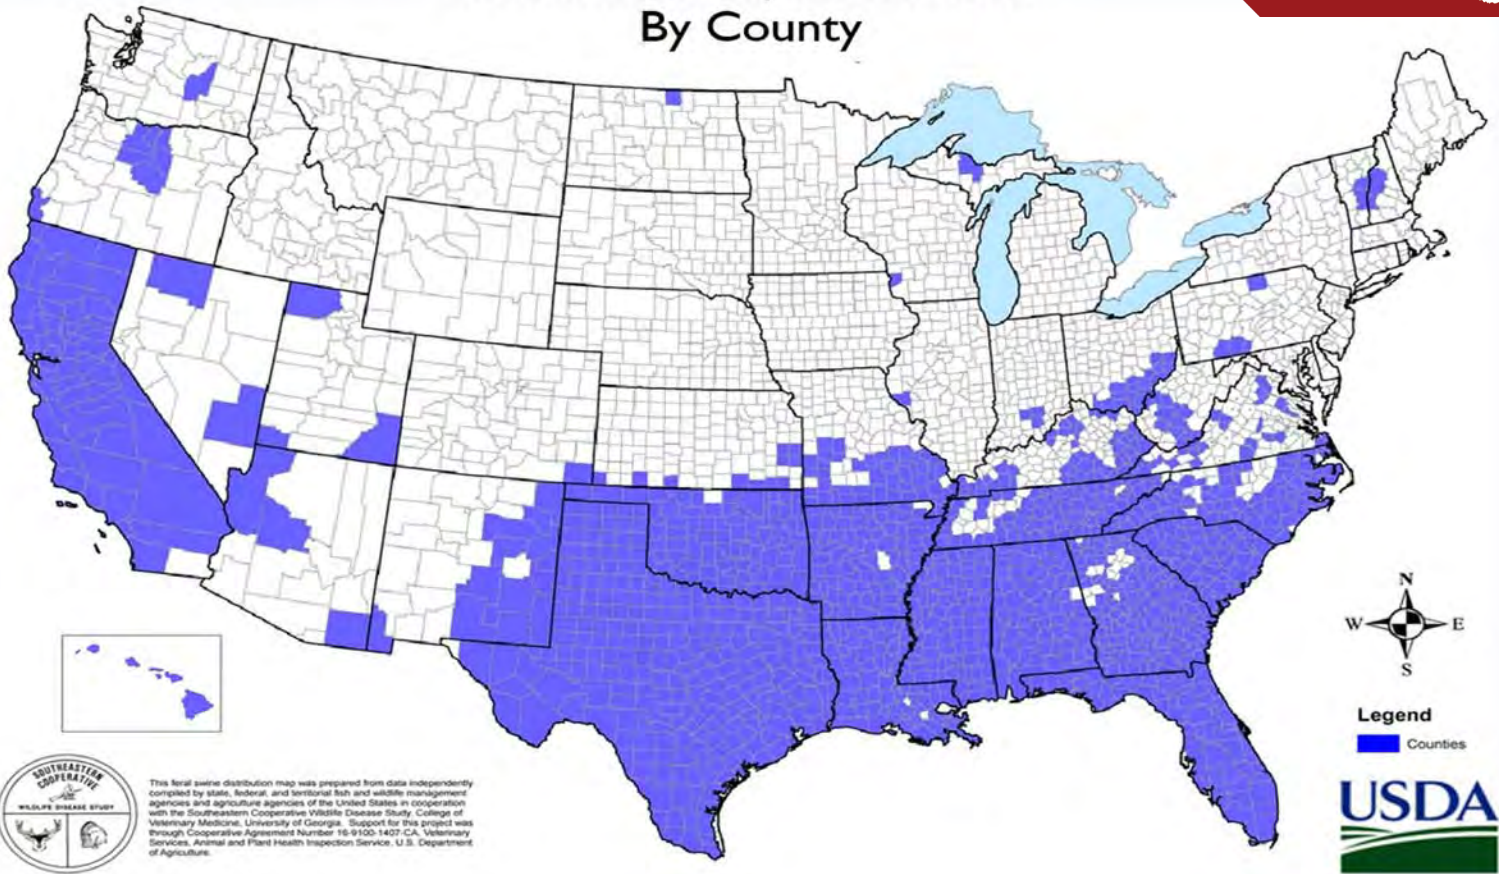 By County
N
W E
S
Legend
Counties
SOUTHEASTERN
COOPERATIVE
WILDLIFE DISEASE STUDY
This feral swine distribution map was prepared from data independently
compiled by state, federal, and territorial fish and wildlife management
agencies and agriculture agencies of the United States in cooperation
with the Southeastern Cooperative Wildlife Disease Study, College of
Veterinary Medicine, University of Georgia. Support for this project was
through Cooperative Agreement Number 16-9100-1407-CA, Veterinary
Services, Animal and Plant Health Inspection Service, U.S. Department
of Agriculture.
USDA